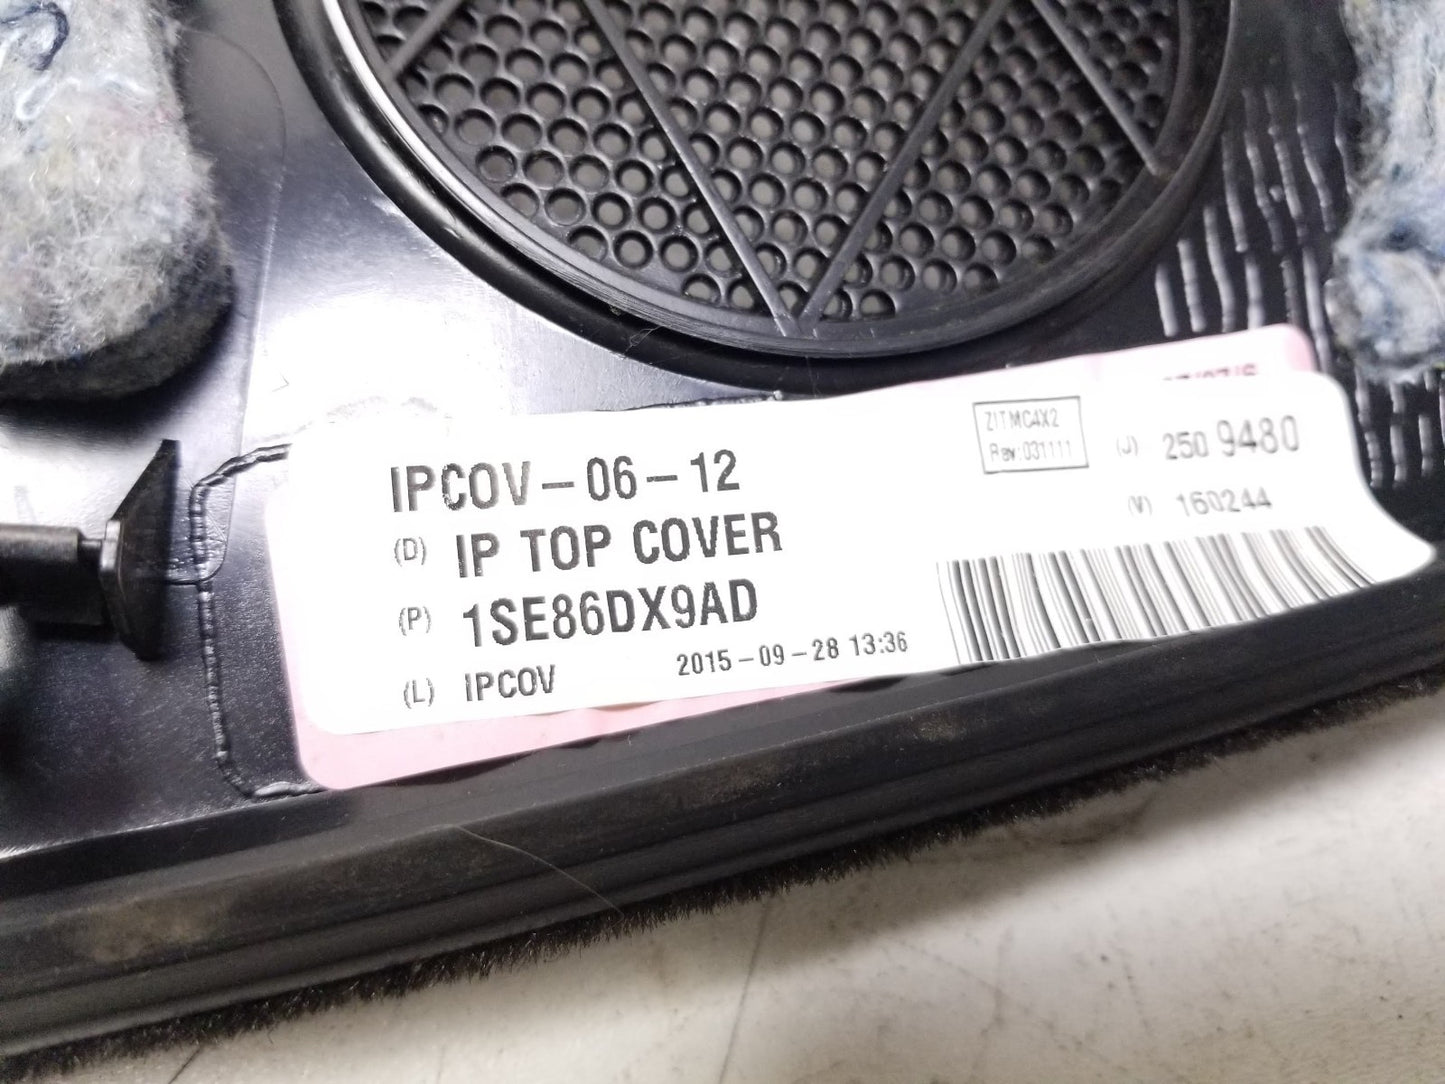 IPCOV-06-12
ZITMC4X2
Rev:031111
(J) 250 9480
(V) 160244
(D) IP TOP COVER
(P) 1SE86DX9AD
(L) IPCOV 2015-09-28 13:36